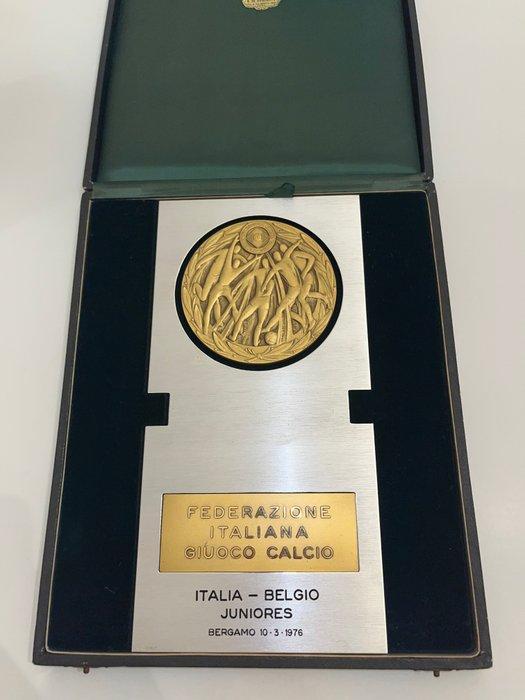 FEDERAZIONE
ITALIANA
GIUOCO CALCIO
ITALIA – BELGIO
JUNIORES
BERGAMO 10·3·1976